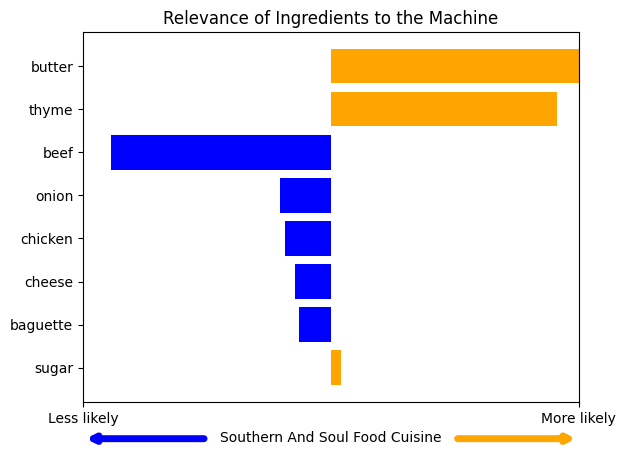 Relevance of Ingredients to the Machine
butter
thyme
beef
onion
chicken
cheese
baguette
sugar
Less likely
More likely
Southern And Soul Food Cuisine